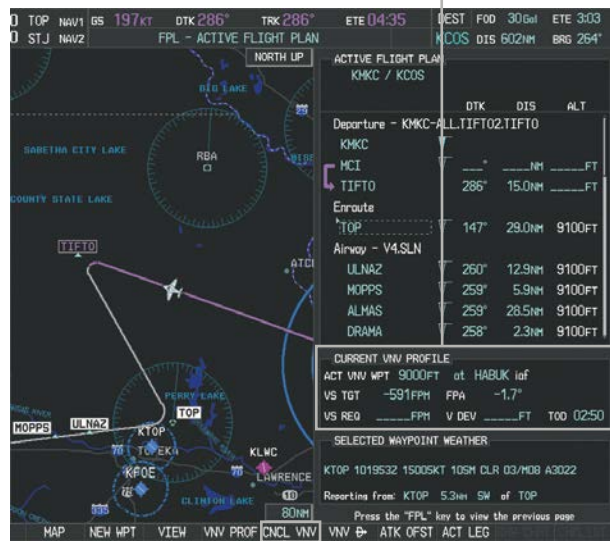 TOP NAV1 GS 197KT DTK 286° TRK 286° ETE 04:35 DEST FOD 30Gal ETE 3:03
STJ NAV2 FPL - ACTIVE FLIGHT PLAN KCOS DIS 602NM BRG 264°
NORTH UP
BIG LAKE
SABETHA CITY LAKE
RBA
COUNTY STATE LAKE
TIFTO
PERRY LAKE
MOPPS
ULNAZ
TOP
KTOP
TOPEKA
KLWC
KFOE
LAWRENCE
70
10
CLINTON LAKE
335
80NM
ACTIVE FLIGHT PLAN
KMKC / KCOS
DTK DIS ALT
Departure - KMKC-ALL.TIFTO2.TIFTO
KMKC
MCI ___° ____NM _____FT
TIFTO 286° 15.0NM _____FT
Enroute
TOP 147° 29.0NM 9100FT
Airway - V4.SLN
ULNAZ 260° 12.9NM 9100FT
MOPPS 259° 5.9NM 9100FT
ALMAS 259° 28.5NM 9100FT
DRAMA 258° 2.3NM 9100FT
CURRENT VNV PROFILE
ACT VNV WPT 9000FT at HABUK iaf
VS TGT -591FPM FPA -1.7°
VS REQ _____FPM V DEV _____FT TOD 02:50
SELECTED WAYPOINT WEATHER
KTOP 101953Z 15005KT 10SM CLR 03/M08 A3022
Reporting from: KTOP 5.3NM SW of TOP
Press the "FPL" key to view the previous page
MAP NEW WPT VIEW VNV PROF CNCL VNV VNV D→ ATK OFST ACT LEG